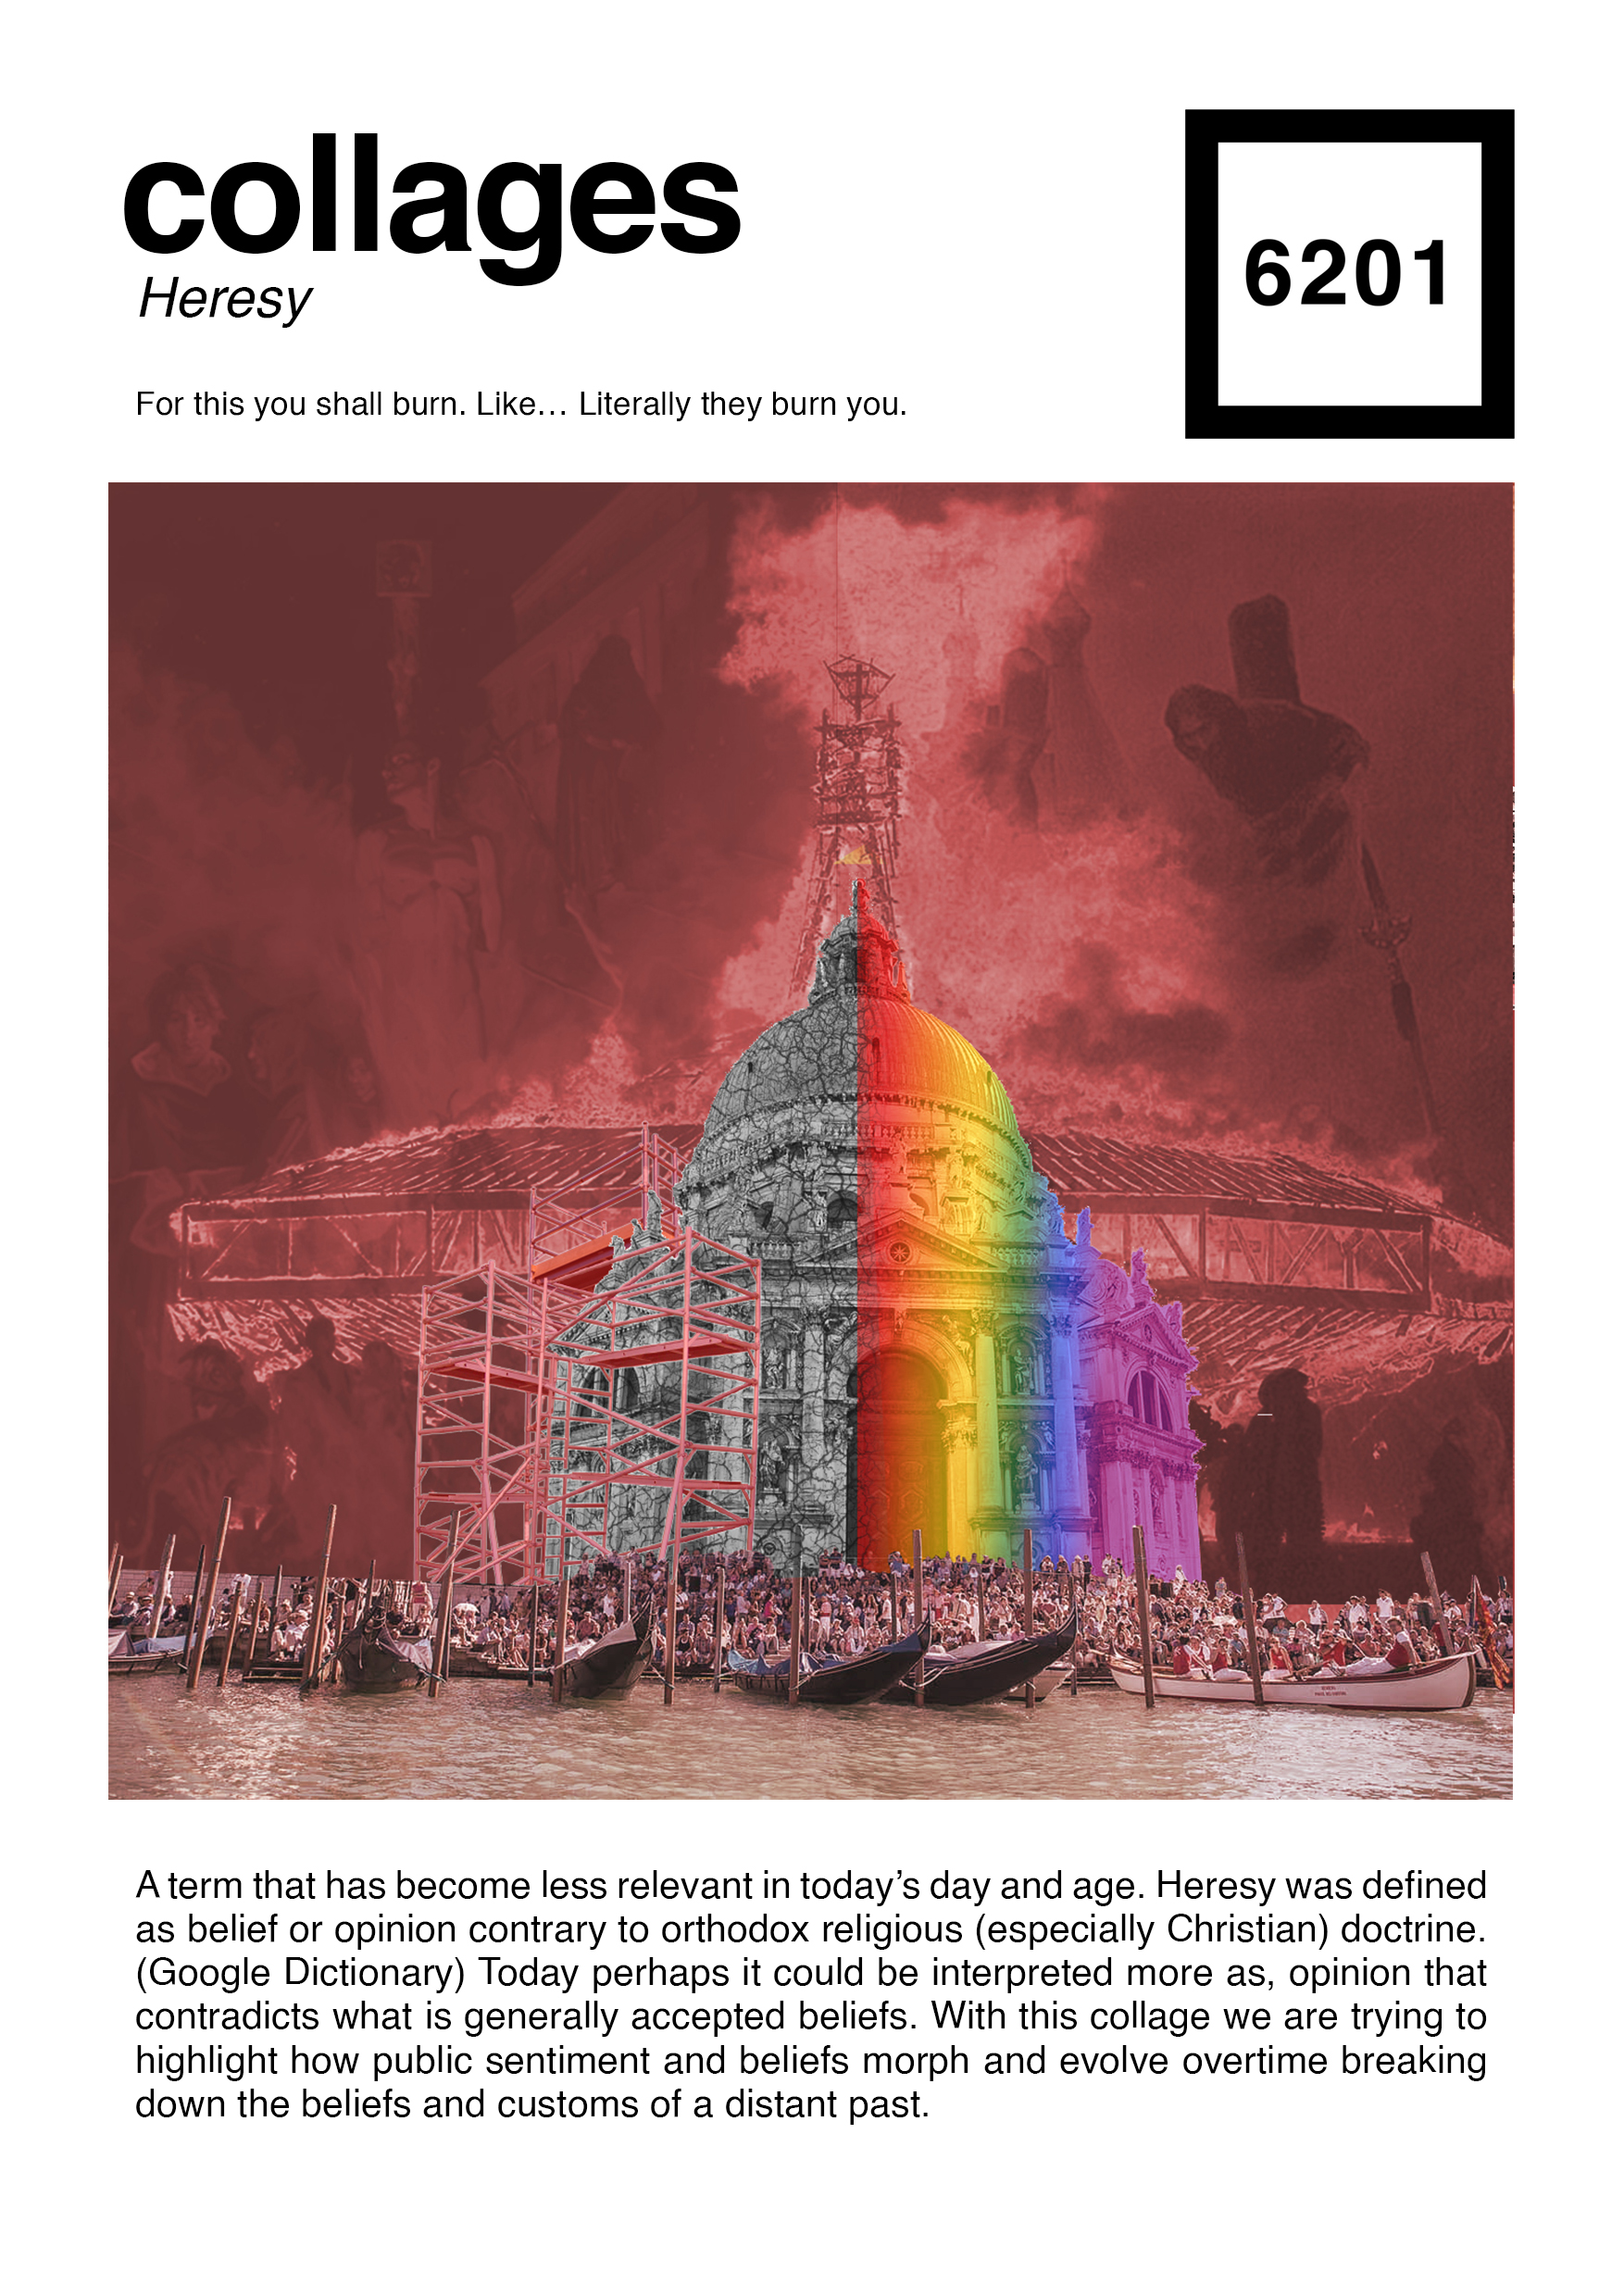 collages
Heresy
6201
For this you shall burn. Like… Literally they burn you.
A term that has become less relevant in today’s day and age. Heresy was defined
as belief or opinion contrary to orthodox religious (especially Christian) doctrine.
(Google Dictionary) Today perhaps it could be interpreted more as, opinion that
contradicts what is generally accepted beliefs. With this collage we are trying to
highlight how public sentiment and beliefs morph and evolve overtime breaking
down the beliefs and customs of a distant past.